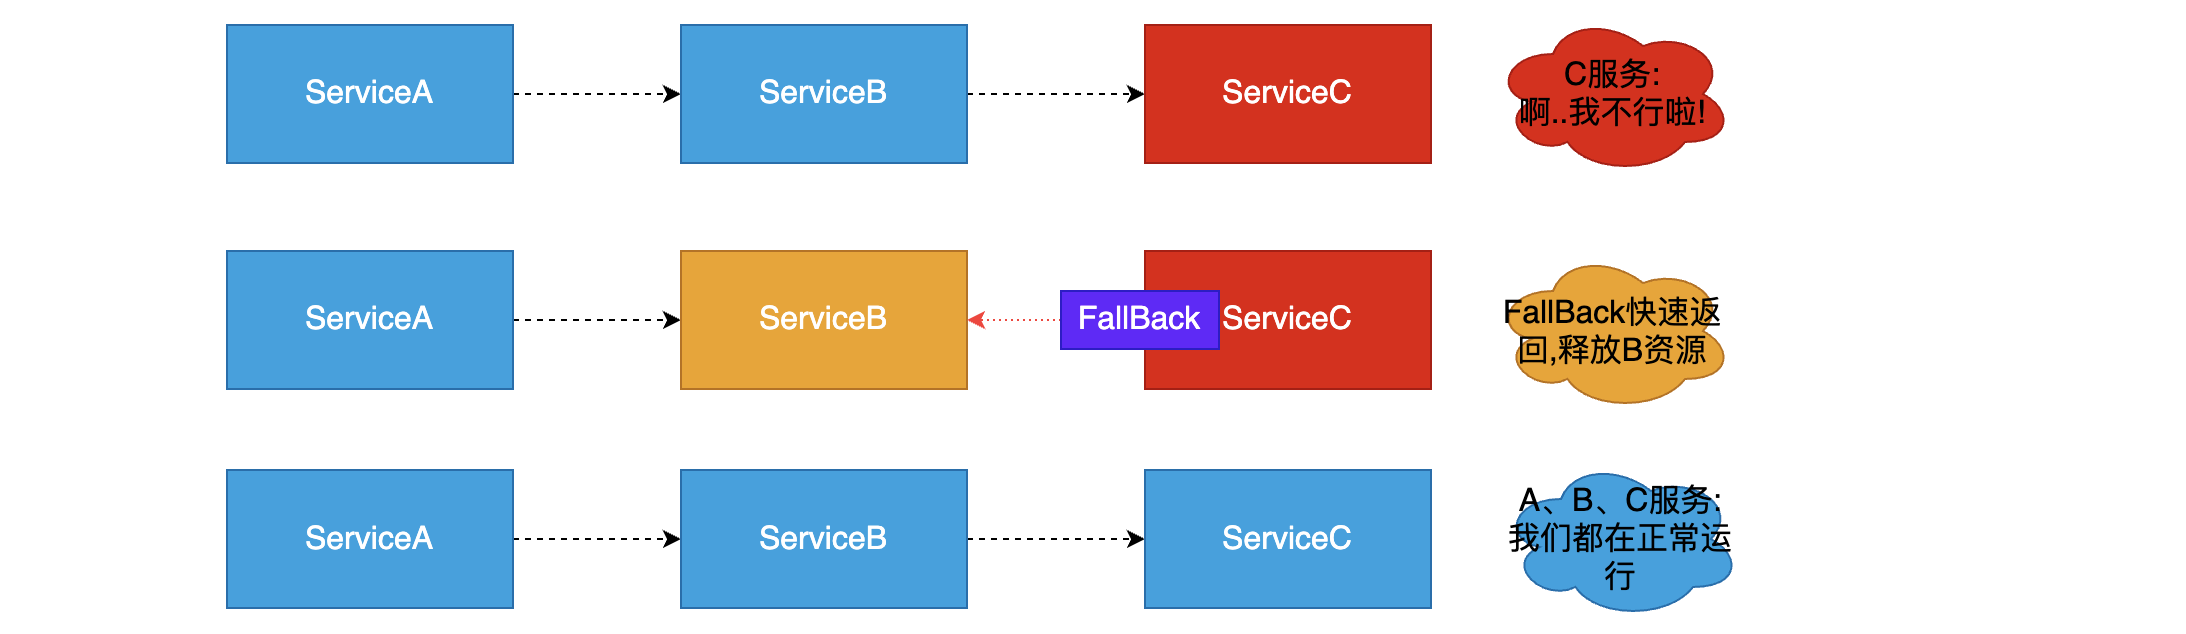 ServiceA
ServiceB
ServiceC
C服务:
啊..我不行啦!
ServiceA
ServiceB
FallBack
ServiceC
FallBack快速返
回,释放B资源
ServiceA
ServiceB
ServiceC
A、B、C服务:
我们都在正常运
行